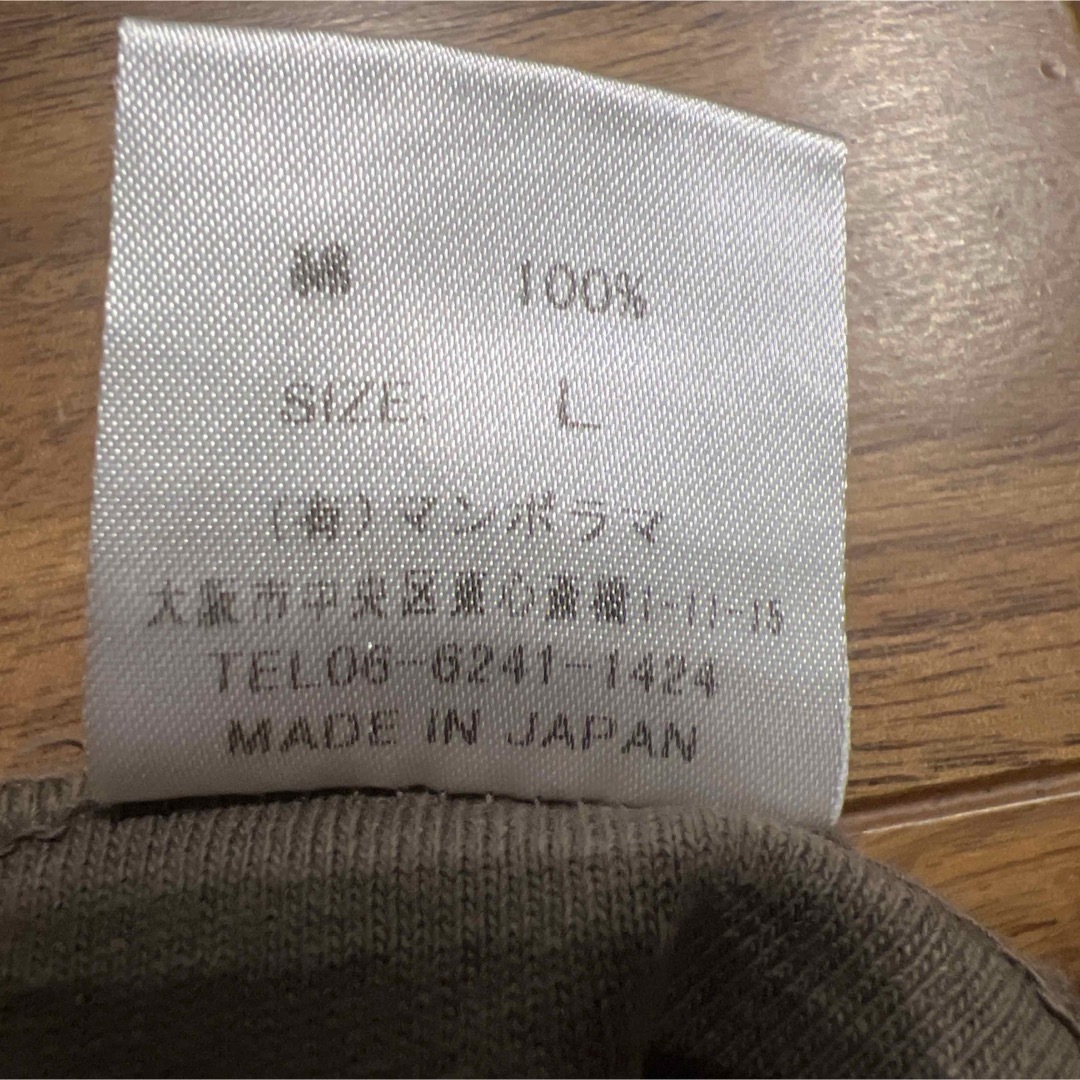 綿 100%
SIZE L
(有)マンボラマ
大阪市中央区東心斎橋1-11-15
TEL06-6241-1424
MADE IN JAPAN